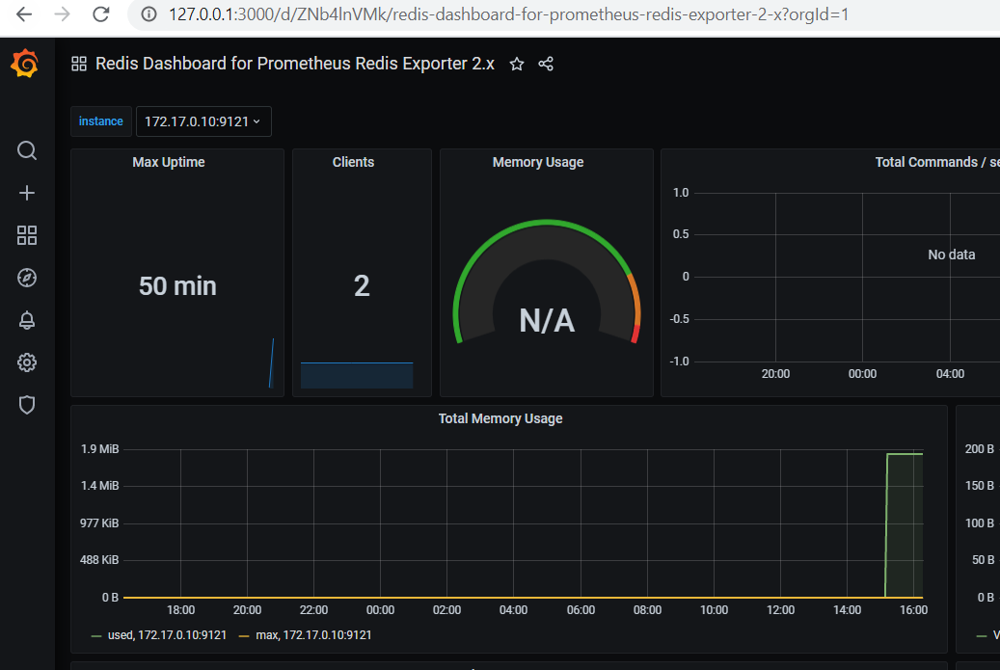 127.0.0.1:3000/d/ZNb4lnVMk/redis-dashboard-for-prometheus-redis-exporter-2-x?orgId=1
Redis Dashboard for Prometheus Redis Exporter 2.x
instance 172.17.0.10:9121
Max Uptime
50 min
Clients
2
Memory Usage
N/A
Total Commands / se
1.0
0.5
0
-0.5
-1.0
No data
20:00 00:00 04:00
Total Memory Usage
1.9 MiB
1.4 MiB
977 KiB
488 KiB
0 B
18:00 20:00 22:00 00:00 02:00 04:00 06:00 08:00 10:00 12:00 14:00 16:00
used, 172.17.0.10:9121 max, 172.17.0.10:9121
200 B
150 B
100 B
50 B
0 B